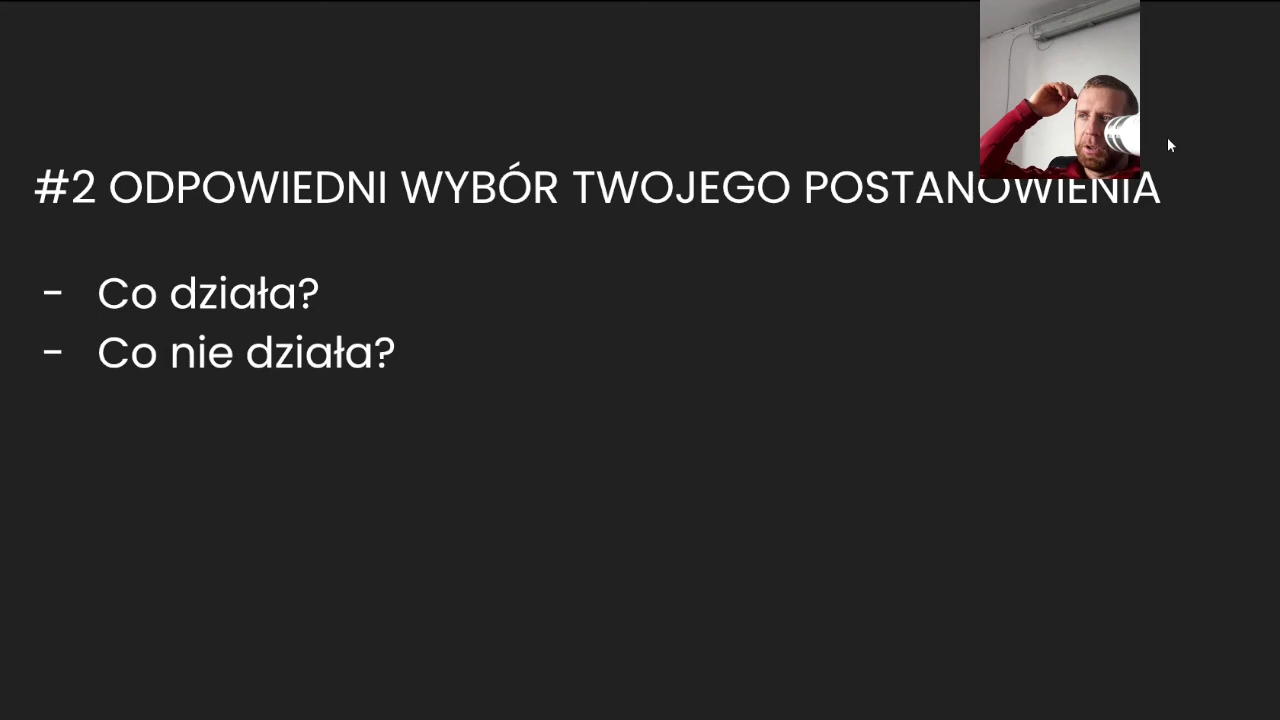 #2 ODPOWIEDNI WYBÓR TWOJEGO POSTANOWIENIA
- Co działa?
- Co nie działa?